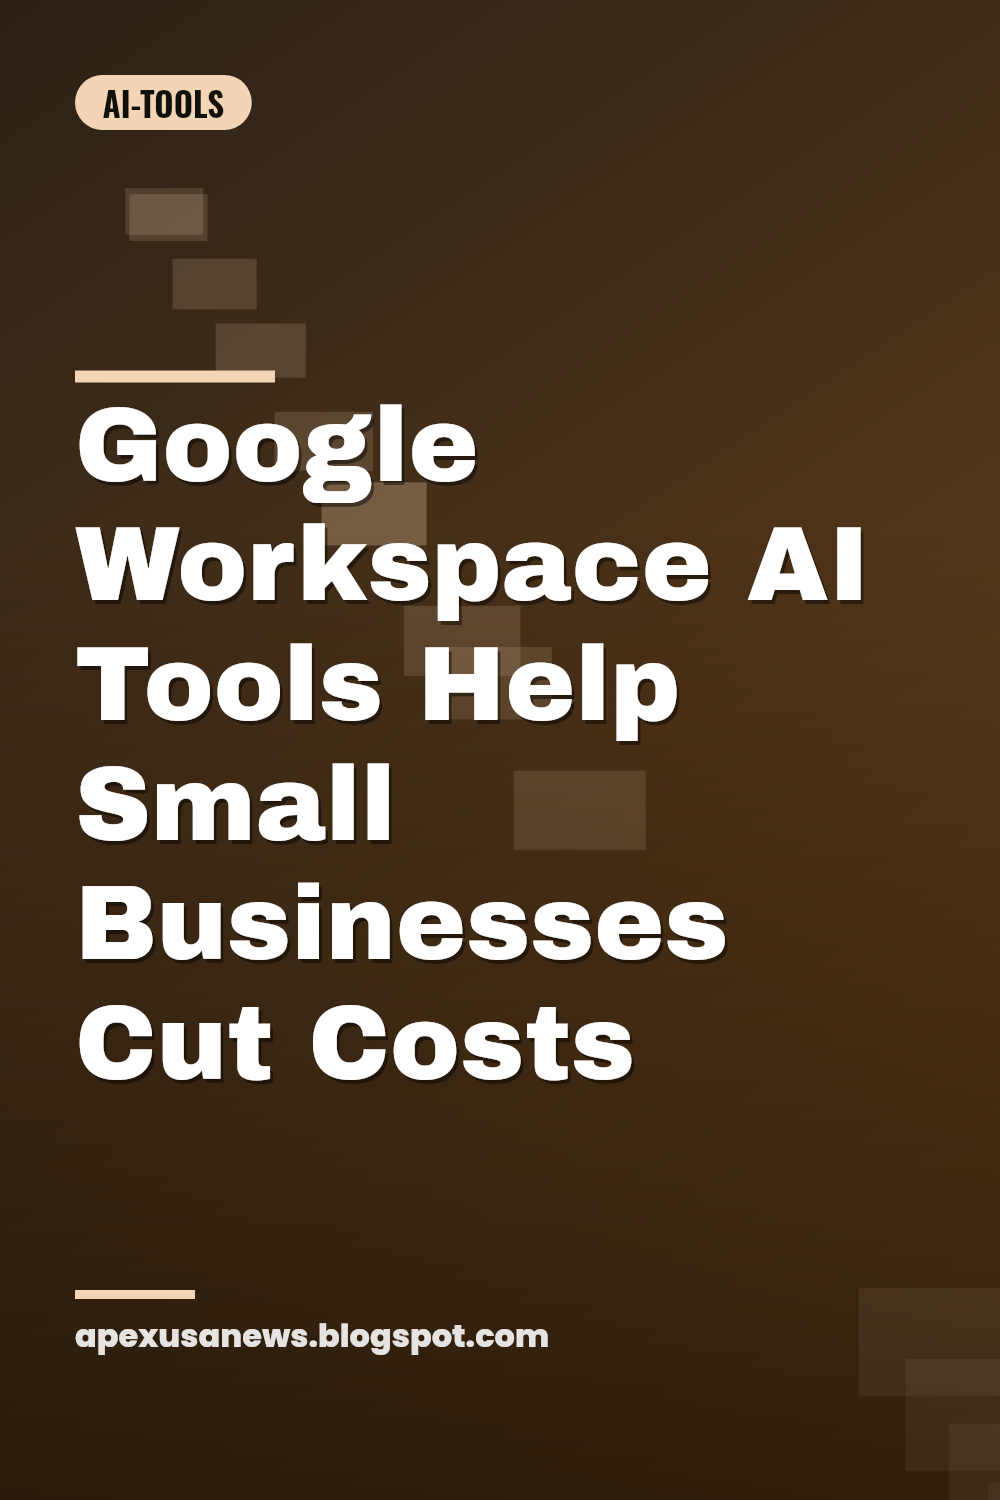 AI-TOOLS
Google
Workspace AI
Tools Help
Small
Businesses
Cut Costs
apexusanews.blogspot.com